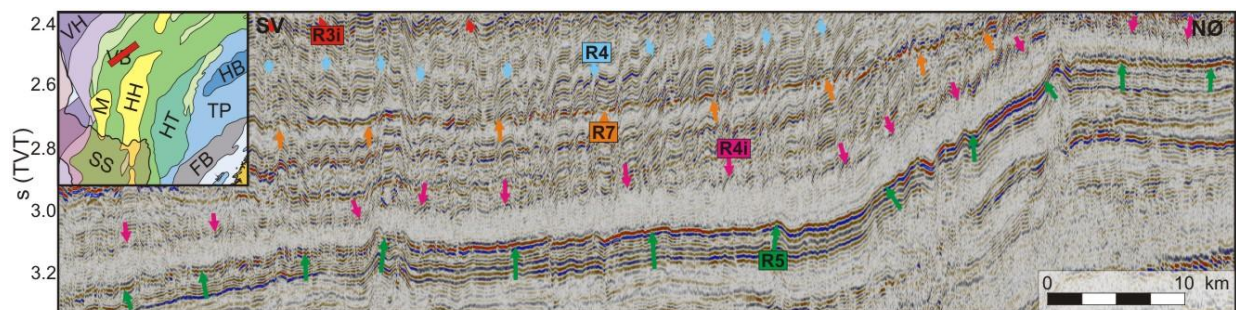 2.4
2.6
2.8
3.0
3.2
s (TVT)
VH
VB
HB
M
HH
HT
TP
SS
FB
SV
NØ
R3i
R4
R7
R4i
R5
0 10 km